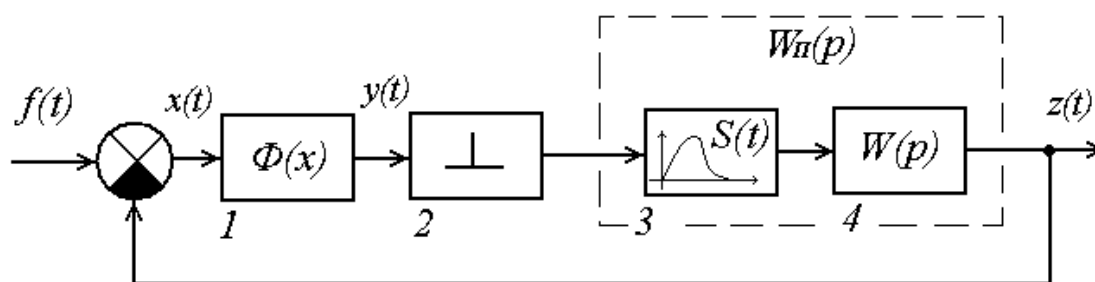 Wп(p)
f(t)
x(t)
y(t)
z(t)
Φ(x)
S(t)
W(p)
1
2
3
4